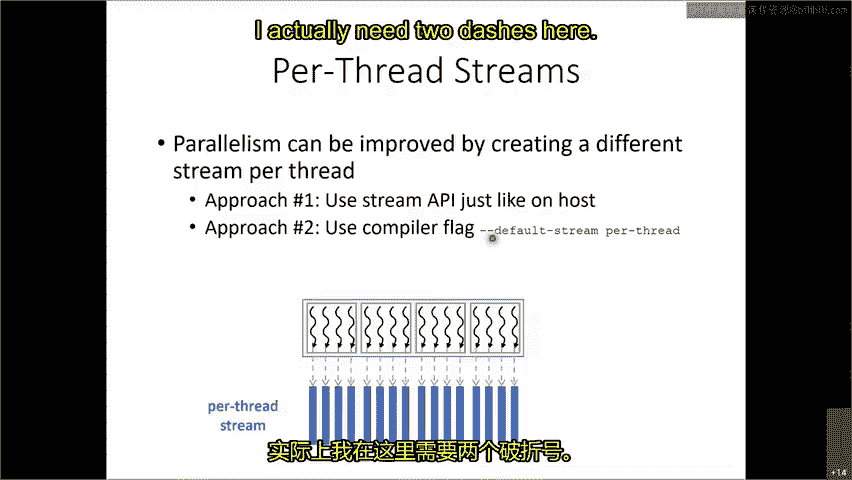 I actually need two dashes here.
Per-Thread Streams
• Parallelism can be improved by creating a different
stream per thread
• Approach #1: Use stream API just like on host
• Approach #2: Use compiler flag --default-stream per-thread
per-thread
stream
实际上我在这里需要两个破折号。
+14